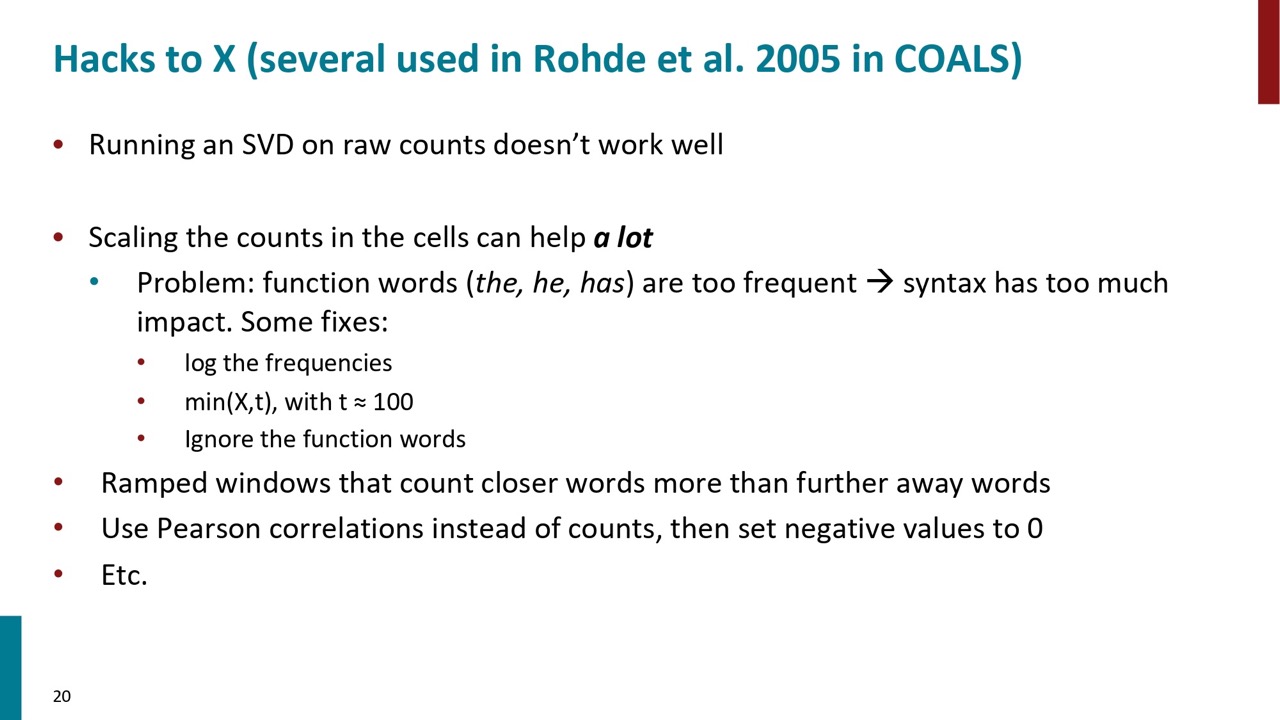 Hacks to X (several used in Rohde et al. 2005 in COALS)
• Running an SVD on raw counts doesn’t work well
• Scaling the counts in the cells can help a lot
• Problem: function words (the, he, has) are too frequent → syntax has too much
impact. Some fixes:
• log the frequencies
• min(X,t), with t ≈ 100
• Ignore the function words
• Ramped windows that count closer words more than further away words
• Use Pearson correlations instead of counts, then set negative values to 0
• Etc.
20